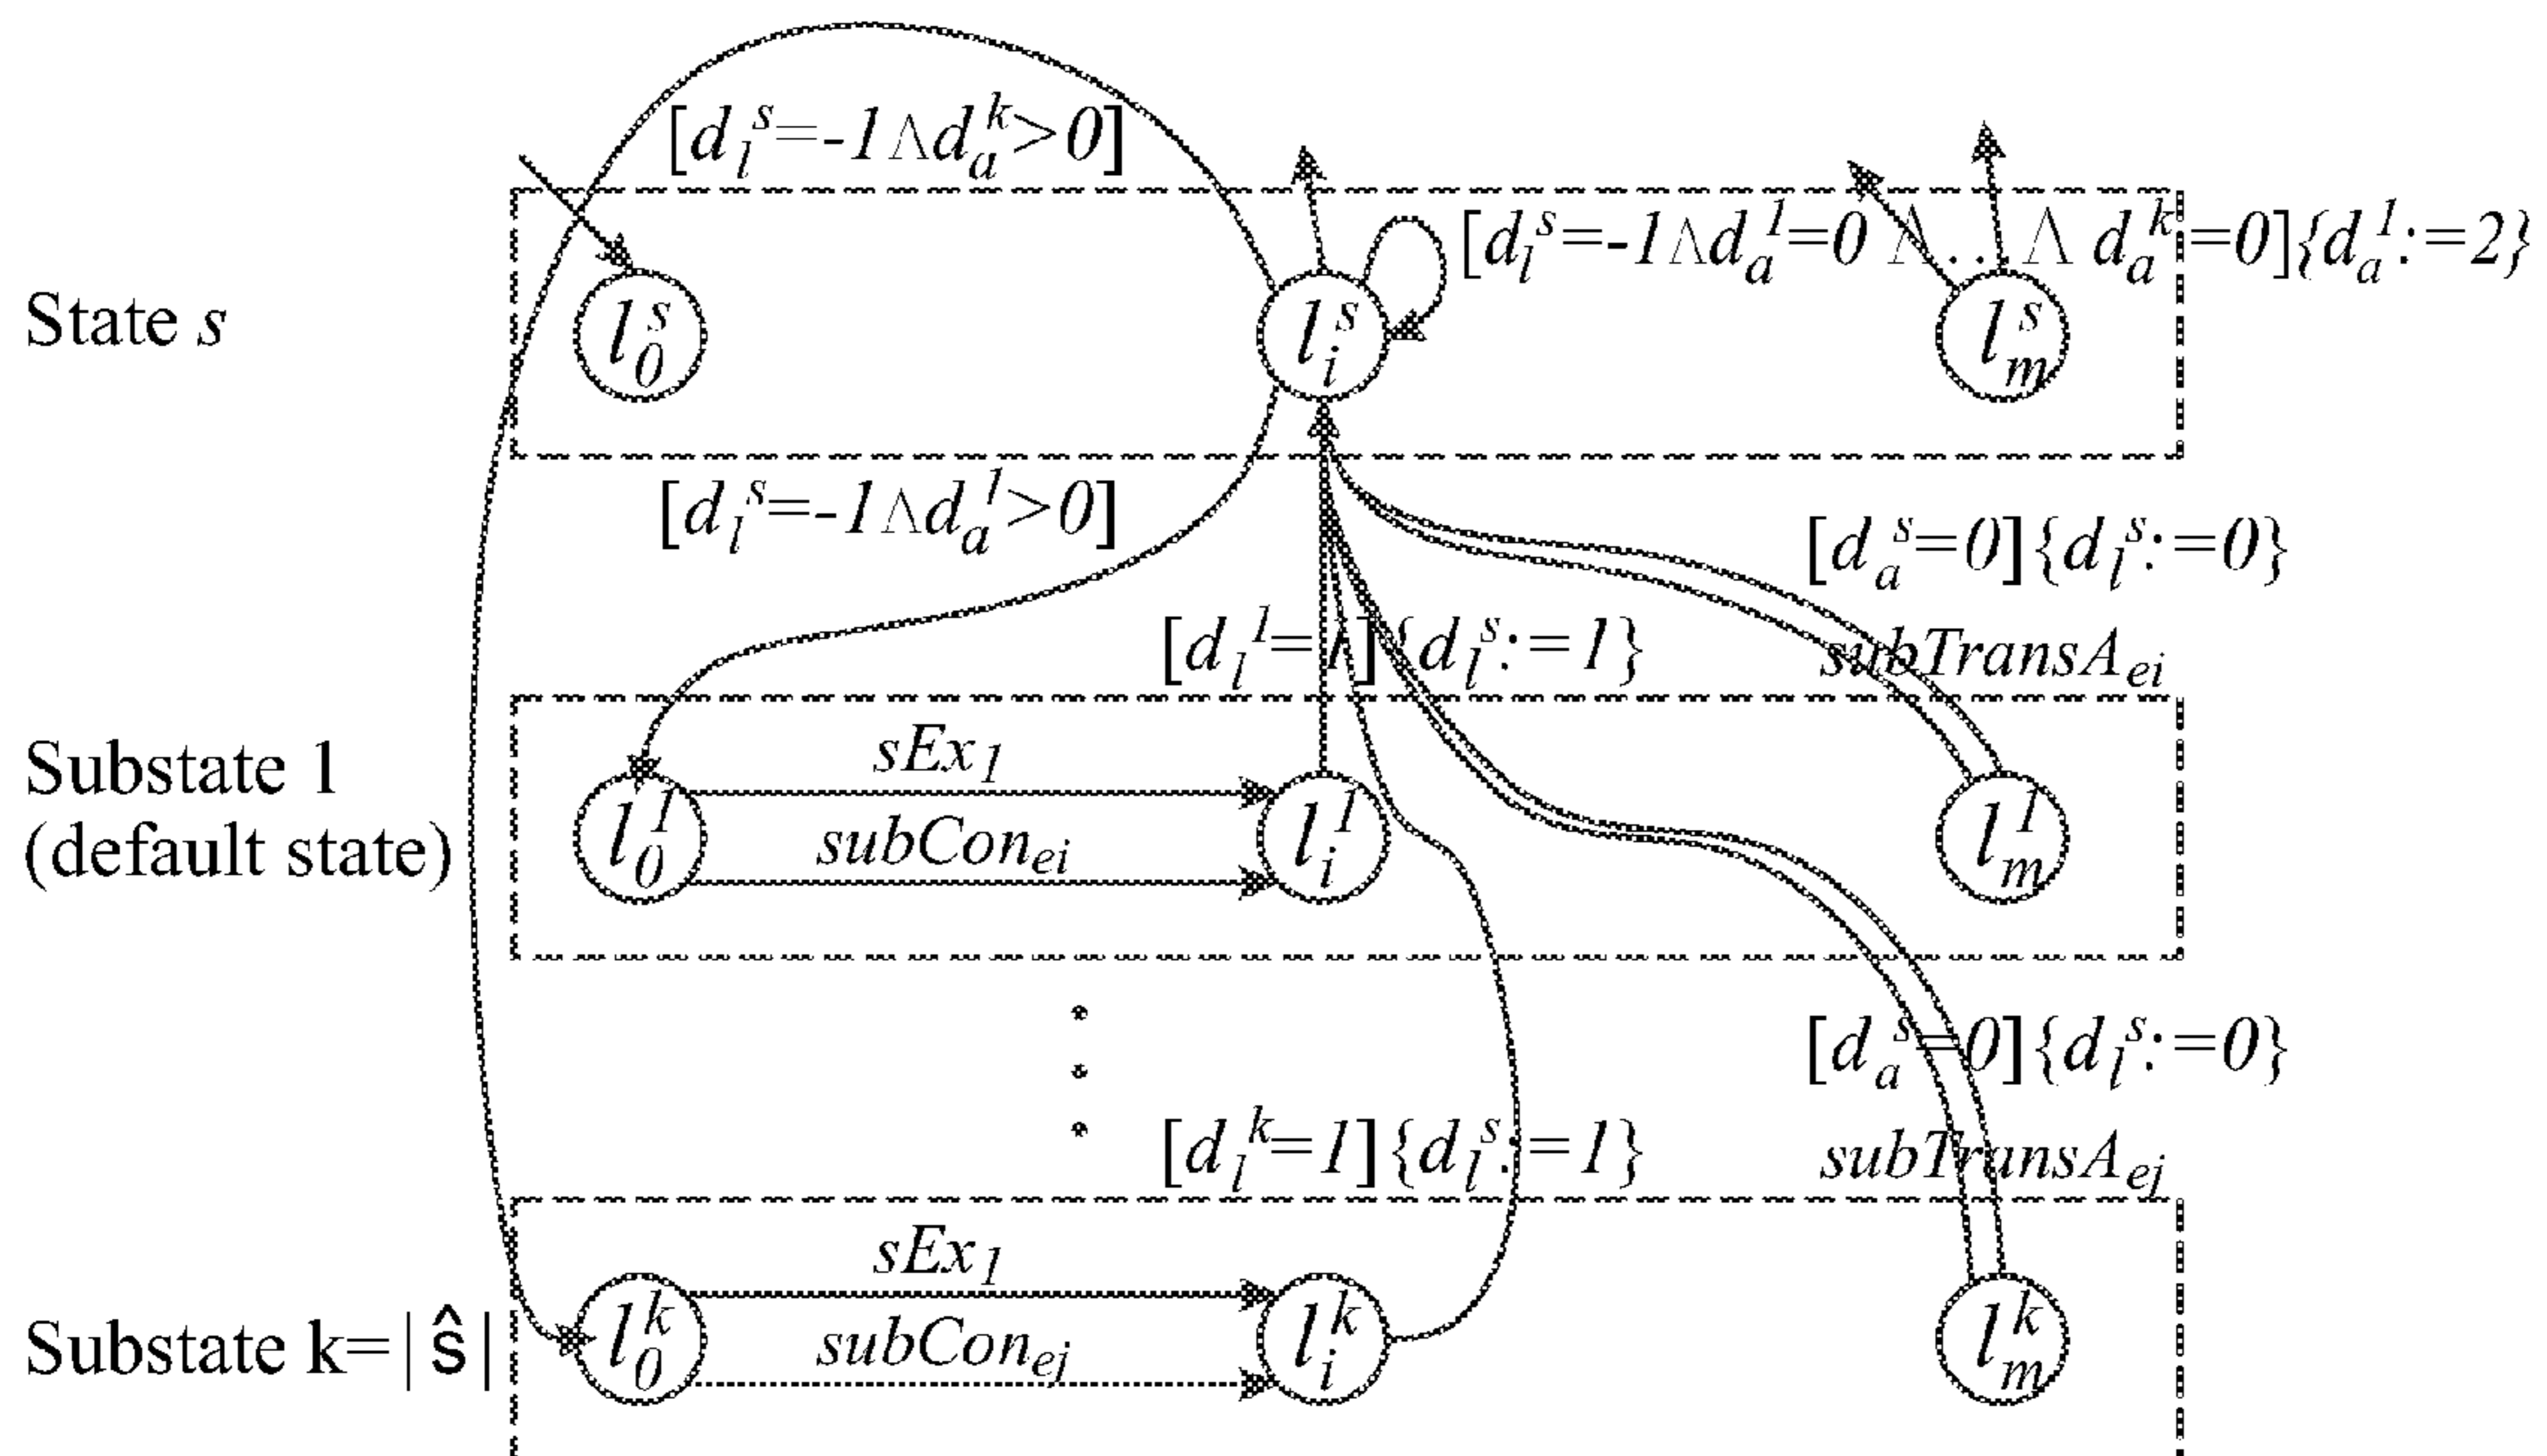 [d_l^s=-1∧d_a^k>0]
[d_l^s=-1∧d_a^1=0 ∧...∧ d_a^k=0]{d_a^1:=2}
State s
l_0^s
l_i^s
l_m^s
[d_l^s=-1∧d_a^1>0]
[d_a^s=0]{d_l^s:=0}
[d_l^1=1]{d_l^s:=1}
subTransA_ei
Substate 1
(default state)
sEx_1
subCon_ei
l_0^1
l_i^1
l_m^1
[d_a^s=0]{d_l^s:=0}
[d_l^k=1]{d_l^s:=1}
subTransA_ej
Substate k=|ŝ|
sEx_1
subCon_ej
l_0^k
l_i^k
l_m^k